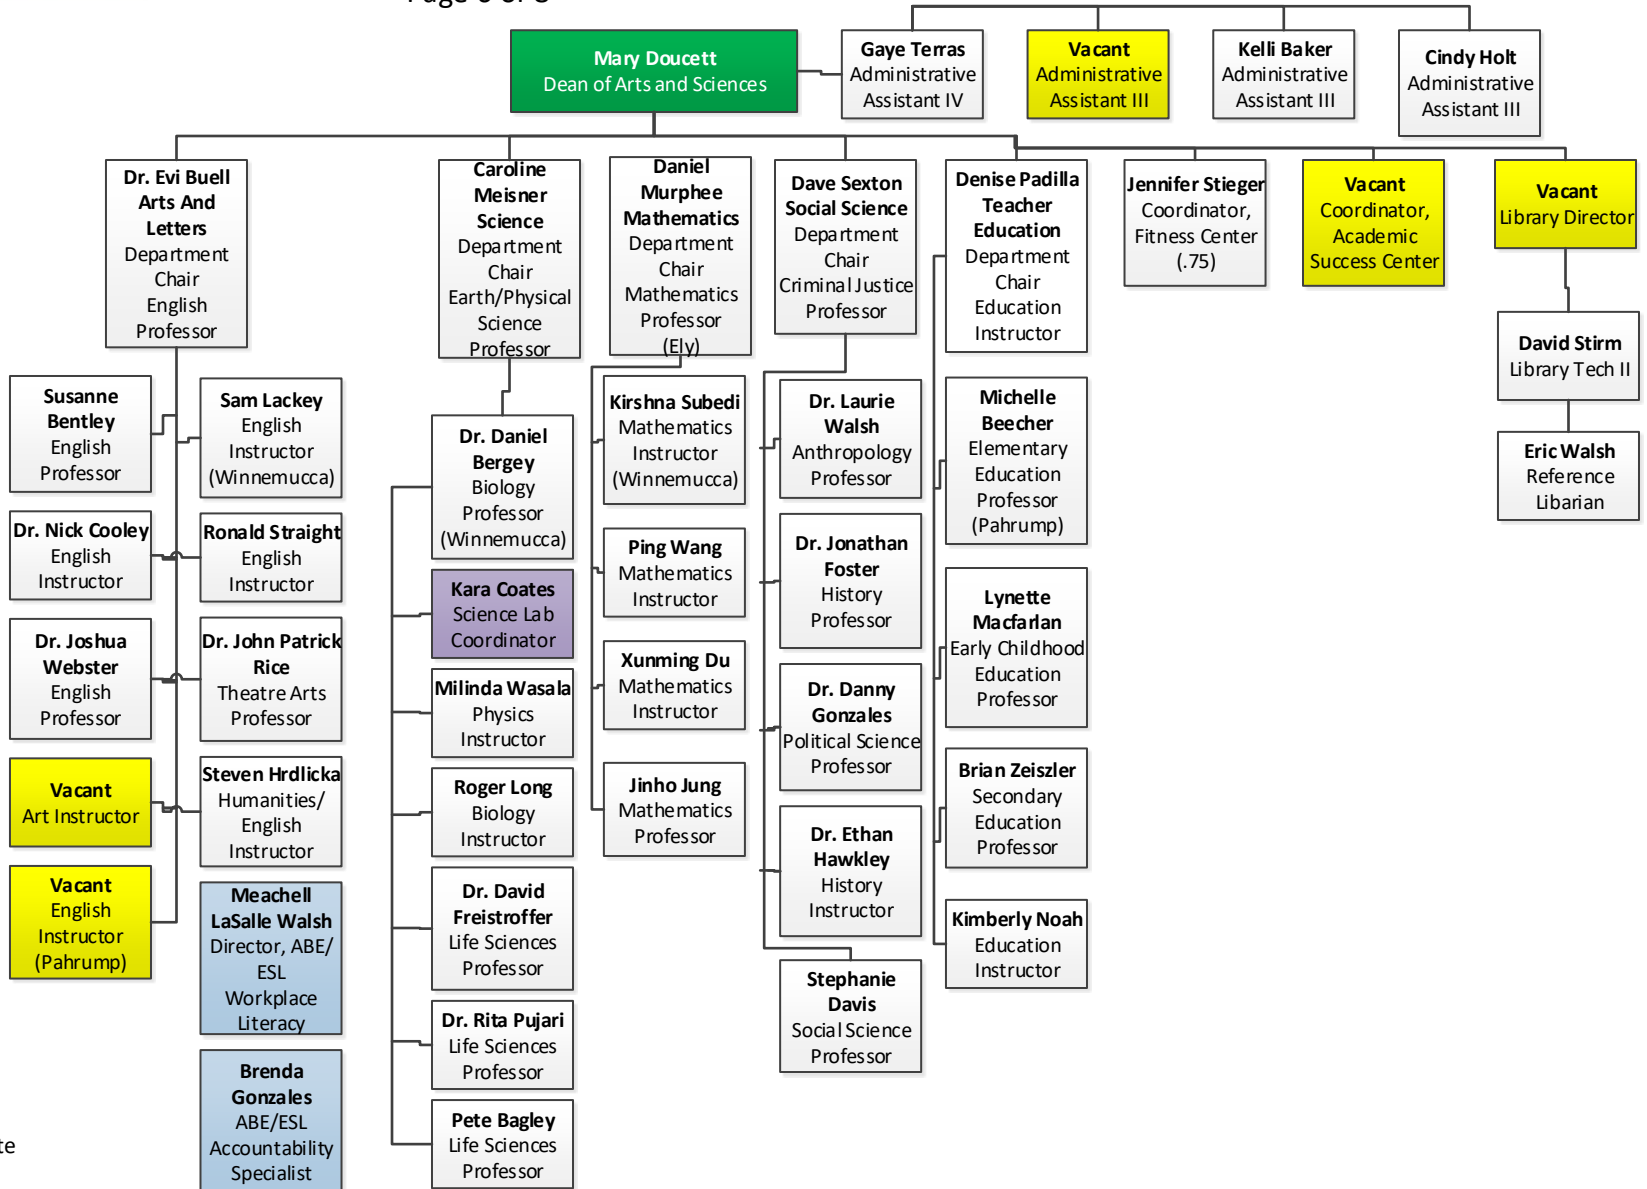 Page of
Mary Doucett
Dean of Arts and Sciences
Gaye Terras
Administrative
Assistant IV
Vacant
Administrative
Assistant III
Kelli Baker
Administrative
Assistant III
Cindy Holt
Administrative
Assistant III
Dr. Evi Buell
Arts And
Letters
Department
Chair
English
Professor
Caroline
Meisner
Science
Department
Chair
Earth/Physical
Science
Professor
Daniel
Murphee
Mathematics
Department
Chair
Mathematics
Professor
(Ely)
Dave Sexton
Social Science
Department
Chair
Criminal Justice
Professor
Denise Padilla
Teacher
Education
Department
Chair
Education
Instructor
Jennifer Stieger
Coordinator,
Fitness Center
(.75)
Vacant
Coordinator,
Academic
Success Center
Vacant
Library Director
David Stirm
Library Tech II
Eric Walsh
Reference
Libarian
Susanne
Bentley
English
Professor
Sam Lackey
English
Instructor
(Winnemucca)
Dr. Nick Cooley
English
Instructor
Ronald Straight
English
Instructor
Dr. Joshua
Webster
English
Professor
Dr. John Patrick
Rice
Theatre Arts
Professor
Vacant
Art Instructor
Steven Hrdlicka
Humanities/
English
Instructor
Vacant
English
Instructor
(Pahrump)
Meachell
LaSalle Walsh
Director, ABE/
ESL
Workplace
Literacy
Brenda
Gonzales
ABE/ESL
Accountability
Specialist
Dr. Daniel
Bergey
Biology
Professor
(Winnemucca)
Kara Coates
Science Lab
Coordinator
Milinda Wasala
Physics
Instructor
Roger Long
Biology
Instructor
Dr. David
Freistroffer
Life Sciences
Professor
Dr. Rita Pujari
Life Sciences
Professor
Pete Bagley
Life Sciences
Professor
Kirshna Subedi
Mathematics
Instructor
(Winnemucca)
Ping Wang
Mathematics
Instructor
Xunming Du
Mathematics
Instructor
Jinho Jung
Mathematics
Professor
Dr. Laurie
Walsh
Anthropology
Professor
Dr. Jonathan
Foster
History
Professor
Dr. Danny
Gonzales
Political Science
Professor
Dr. Ethan
Hawkley
History
Instructor
Stephanie
Davis
Social Science
Professor
Michelle
Beecher
Elementary
Education
Professor
(Pahrump)
Lynette
Macfarlan
Early Childhood
Education
Professor
Brian Zeiszler
Secondary
Education
Professor
Kimberly Noah
Education
Instructor
te